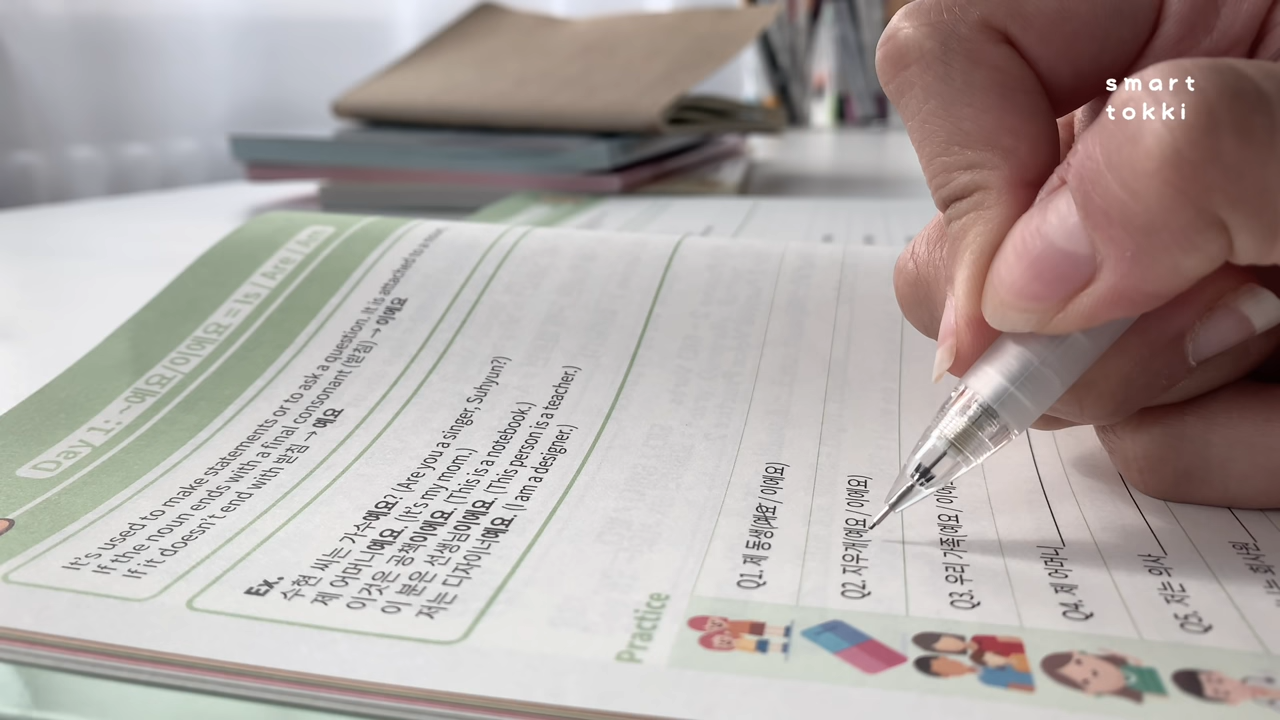 smart
tokki
Day 1: ~예요/이에요 = Is / Are / Am
It's used to make statements or to ask a question. It is attached to a
If the noun ends with a final consonant (받침) → 이에요
If it doesn't end with 받침 → 예요
Ex.
수현 씨는 가수예요? (Are you a singer, Suhyun?)
제 어머니예요. (It's my mom.)
이것은 공책이에요. (This is a notebook.)
이 분은 선생님이에요. (This person is a teacher.)
저는 디자이너예요. (I am a designer.)
Practice
Q1. 제 동생(예요 / 이에요)
Q2. 지우개(예요 / 이에요)
Q3. 우리 가족(예요 / 이에
Q4. 제 어머니
Q5. 저는 의사
저는 회사원